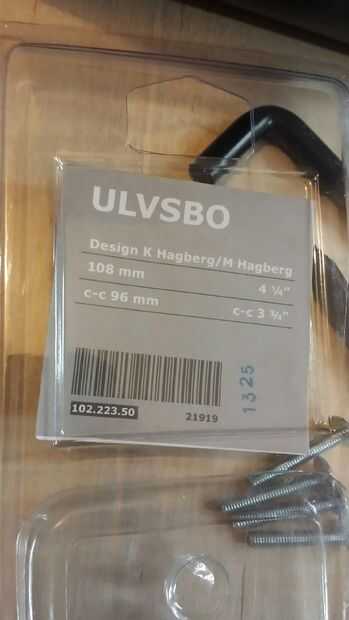 ULVSBO
Design K Hagberg/M Hagberg
108 mm 4 ¼"
c-c 96 mm c-c 3 ¾"
102.223.50 21919
1325